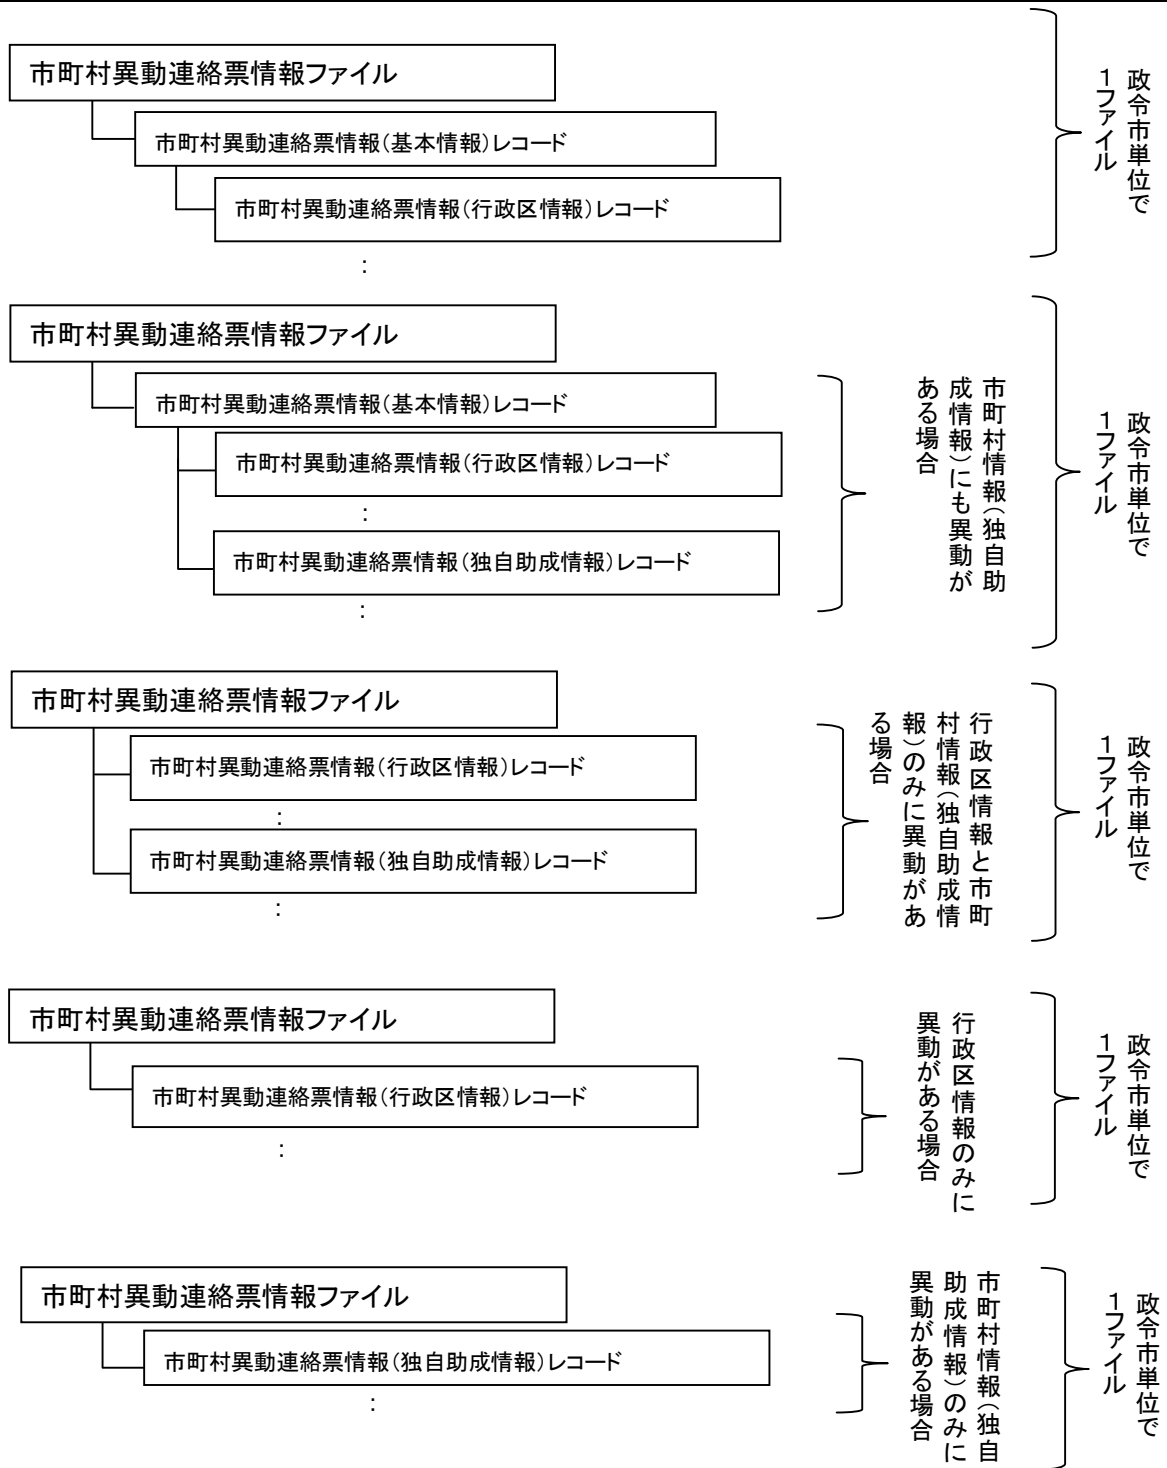 市町村異動連絡票情報ファイル
市町村異動連絡票情報(基本情報)レコード
市町村異動連絡票情報(行政区情報)レコード
:
政令市単位で
1ファイル
市町村異動連絡票情報ファイル
市町村異動連絡票情報(基本情報)レコード
市町村異動連絡票情報(行政区情報)レコード
:
市町村異動連絡票情報(独自助成情報)レコード
:
市町村情報(独自助
成情報)にも異動が
ある場合
政令市単位で
1ファイル
市町村異動連絡票情報ファイル
市町村異動連絡票情報(行政区情報)レコード
:
市町村異動連絡票情報(独自助成情報)レコード
:
行政区情報と市町
村情報(独自助成情
報)のみに異動があ
る場合
政令市単位で
1ファイル
市町村異動連絡票情報ファイル
市町村異動連絡票情報(行政区情報)レコード
:
行政区情報のみに
異動がある場合
政令市単位で
1ファイル
市町村異動連絡票情報ファイル
市町村異動連絡票情報(独自助成情報)レコード
:
市町村情報(独自
助成情報)のみに
異動がある場合
政令市単位で
1ファイル